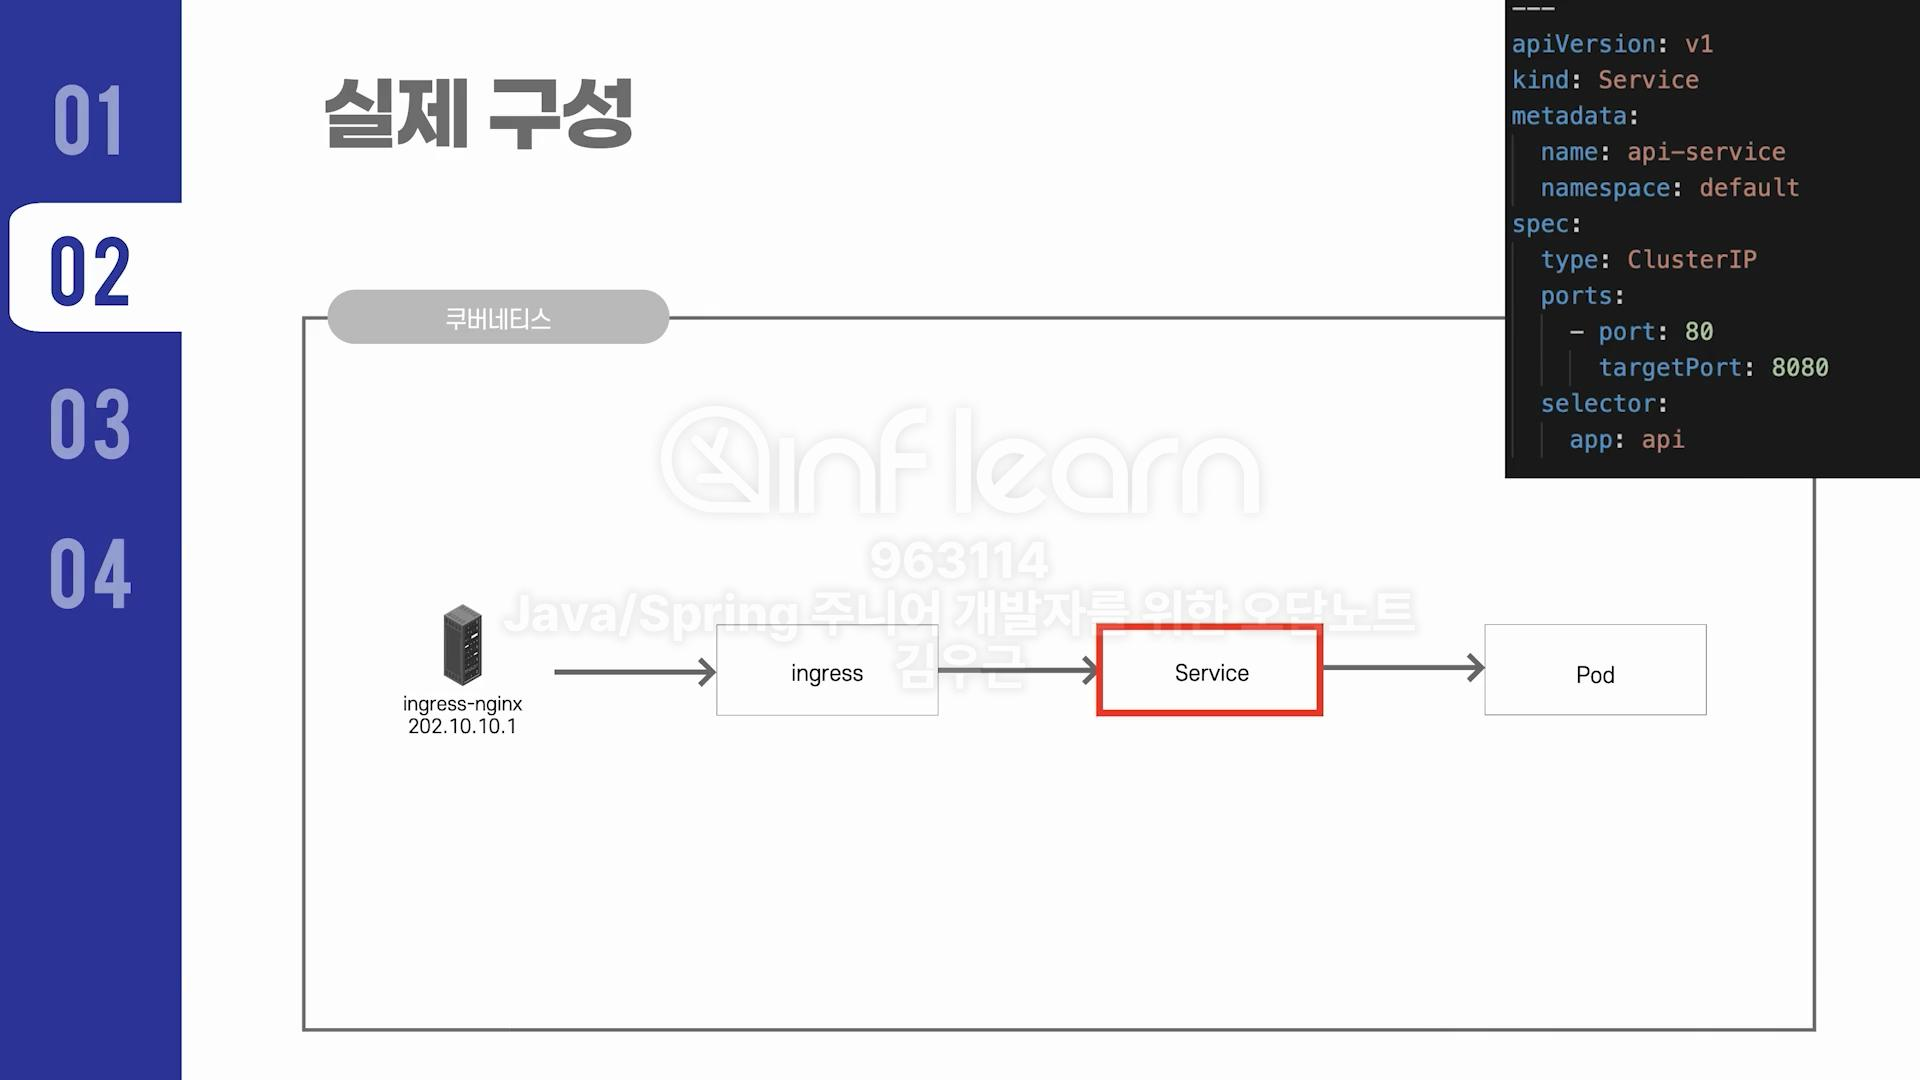 01
02
03
04
실제 구성
---
apiVersion: v1
kind: Service
metadata:
  name: api-service
  namespace: default
spec:
  type: ClusterIP
  ports:
    - port: 80
      targetPort: 8080
  selector:
    app: api
쿠버네티스
inflearn
963114
Java/Spring 주니어 개발자를 위한 오답노트
김우근
ingress-nginx
202.10.10.1
ingress
Service
Pod